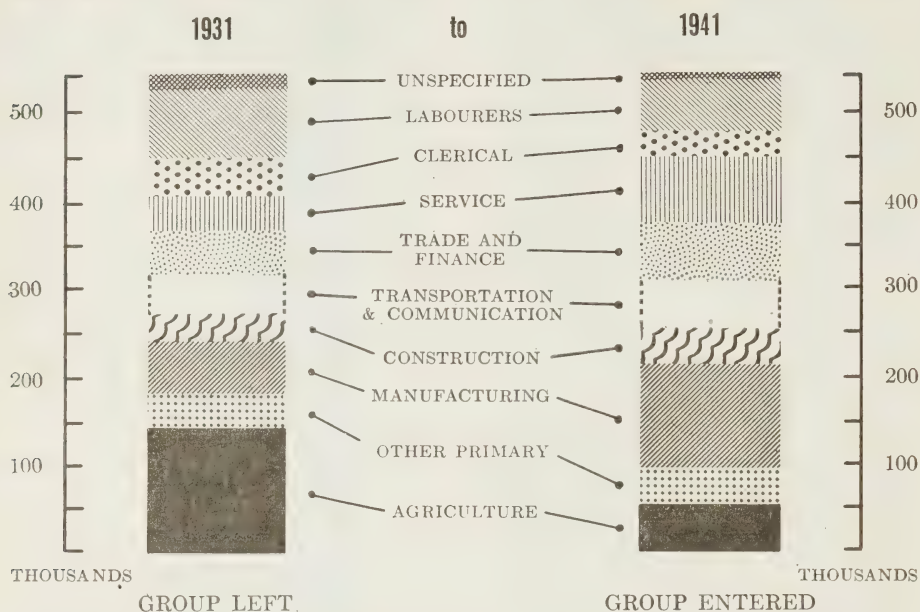 1931 to 1941
UNSPECIFIED
500 LABOURERS 500
CLERICAL
400 SERVICE 400
TRADE AND
FINANCE
300 TRANSPORTATION 300
& COMMUNICATION
CONSTRUCTION
200 MANUFACTURING 200
OTHER PRIMARY
100 100
AGRICULTURE
THOUSANDS THOUSANDS
GROUP LEFT GROUP ENTERED